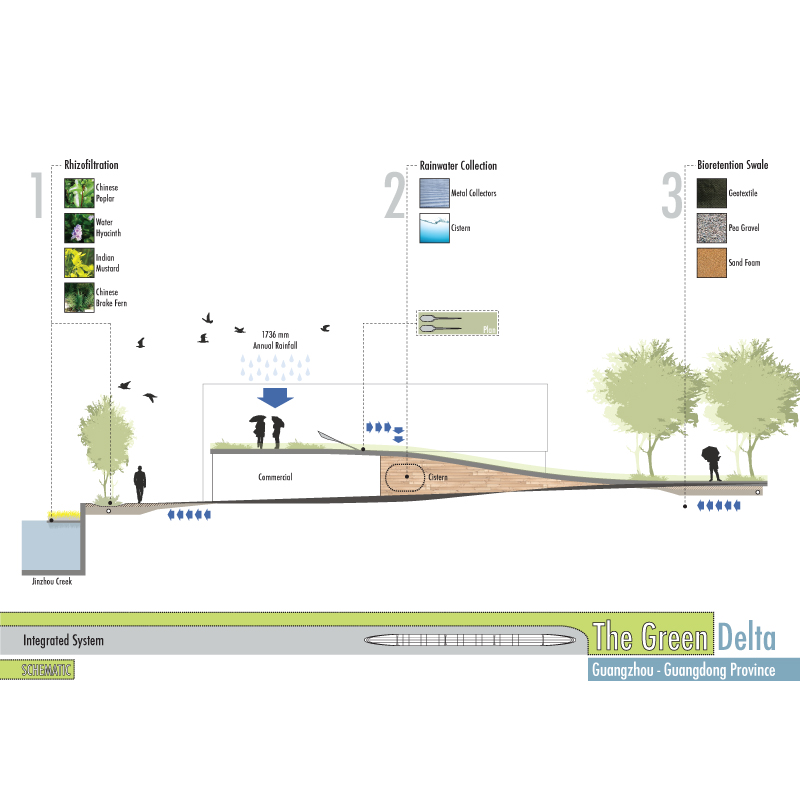 1
Rhizofiltration
Chinese
Poplar
Water
Hyacinth
Indian
Mustard
Chinese
Brake Fern
2
Rainwater Collection
Metal Collectors
Cistern
3
Bioretention Swale
Geotextile
Pea Gravel
Sand Foam
1736 mm
Annual Rainfall
Commercial
Cistern
Jinzhou Creek
Integrated System
SCHEMATIC
The Green Delta
Guangzhou - Guangdong Province